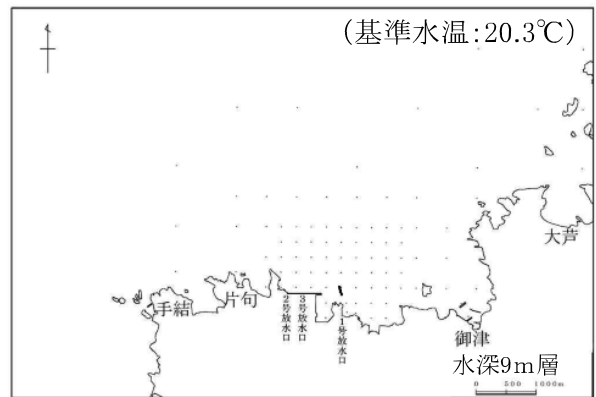 (基準水温:20.3℃)
大芦
片句
手結
2号放水口
3号放水口
1号放水口
御津
水深9m層
0 500 1000m